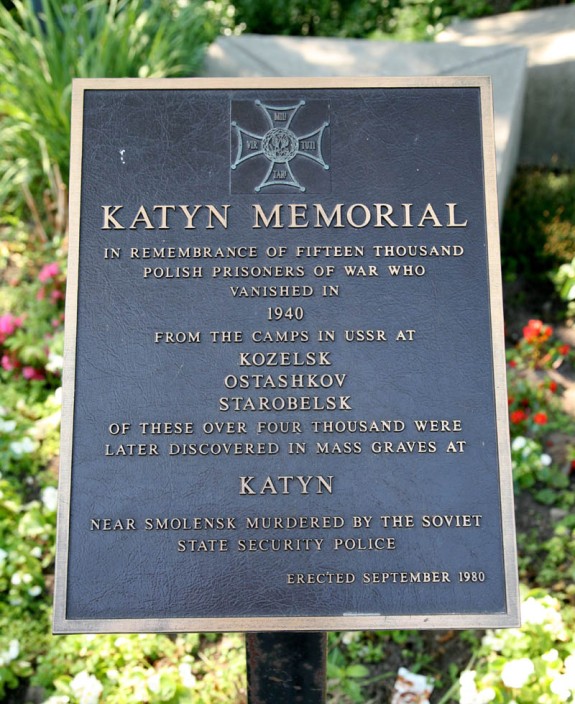 VIR
TUTI
KATYN MEMORIAL
IN REMEMBRANCE OF FIFTEEN THOUSAND
POLISH PRISONERS OF WAR WHO
VANISHED IN
1940
FROM THE CAMPS IN USSR AT
KOZELSK
OSTASHKOV
STAROBELSK
OF THESE OVER FOUR THOUSAND WERE
LATER DISCOVERED IN MASS GRAVES AT
KATYN
NEAR SMOLENSK MURDERED BY THE SOVIET
STATE SECURITY POLICE
ERECTED SEPTEMBER 1980